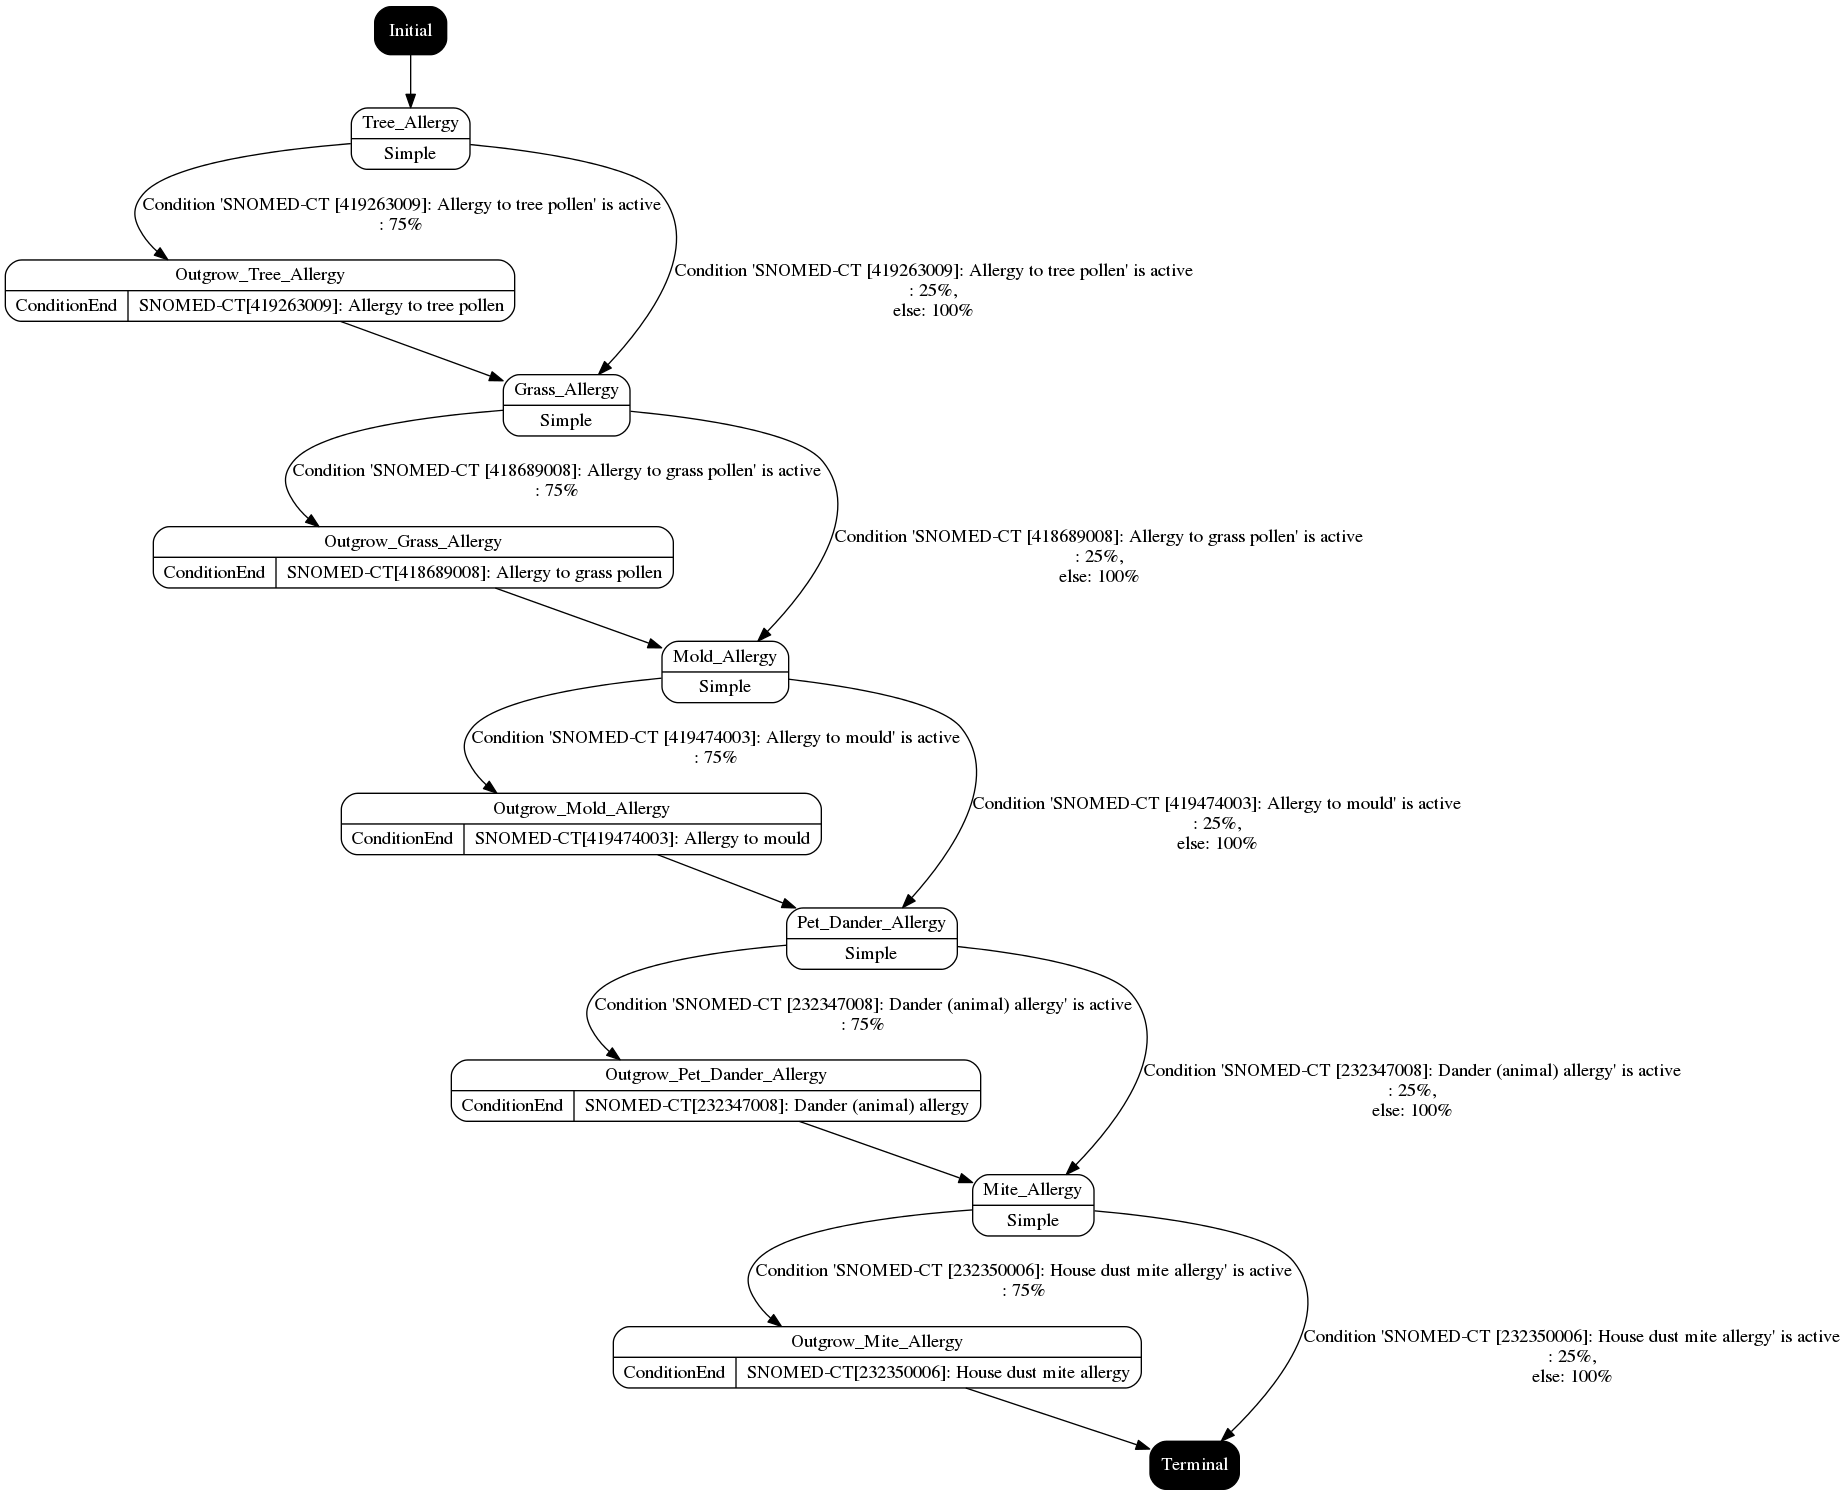 Initial
Tree_Allergy
Simple
Condition 'SNOMED-CT [419263009]: Allergy to tree pollen' is active
: 75%
Condition 'SNOMED-CT [419263009]: Allergy to tree pollen' is active
: 25%,
else: 100%
Outgrow_Tree_Allergy
ConditionEnd SNOMED-CT[419263009]: Allergy to tree pollen
Grass_Allergy
Simple
Condition 'SNOMED-CT [418689008]: Allergy to grass pollen' is active
: 75%
Condition 'SNOMED-CT [418689008]: Allergy to grass pollen' is active
: 25%,
else: 100%
Outgrow_Grass_Allergy
ConditionEnd SNOMED-CT[418689008]: Allergy to grass pollen
Mold_Allergy
Simple
Condition 'SNOMED-CT [419474003]: Allergy to mould' is active
: 75%
Condition 'SNOMED-CT [419474003]: Allergy to mould' is active
: 25%,
else: 100%
Outgrow_Mold_Allergy
ConditionEnd SNOMED-CT[419474003]: Allergy to mould
Pet_Dander_Allergy
Simple
Condition 'SNOMED-CT [232347008]: Dander (animal) allergy' is active
: 75%
Condition 'SNOMED-CT [232347008]: Dander (animal) allergy' is active
: 25%,
else: 100%
Outgrow_Pet_Dander_Allergy
ConditionEnd SNOMED-CT[232347008]: Dander (animal) allergy
Mite_Allergy
Simple
Condition 'SNOMED-CT [232350006]: House dust mite allergy' is active
: 75%
Condition 'SNOMED-CT [232350006]: House dust mite allergy' is active
: 25%,
else: 100%
Outgrow_Mite_Allergy
ConditionEnd SNOMED-CT[232350006]: House dust mite allergy
Terminal